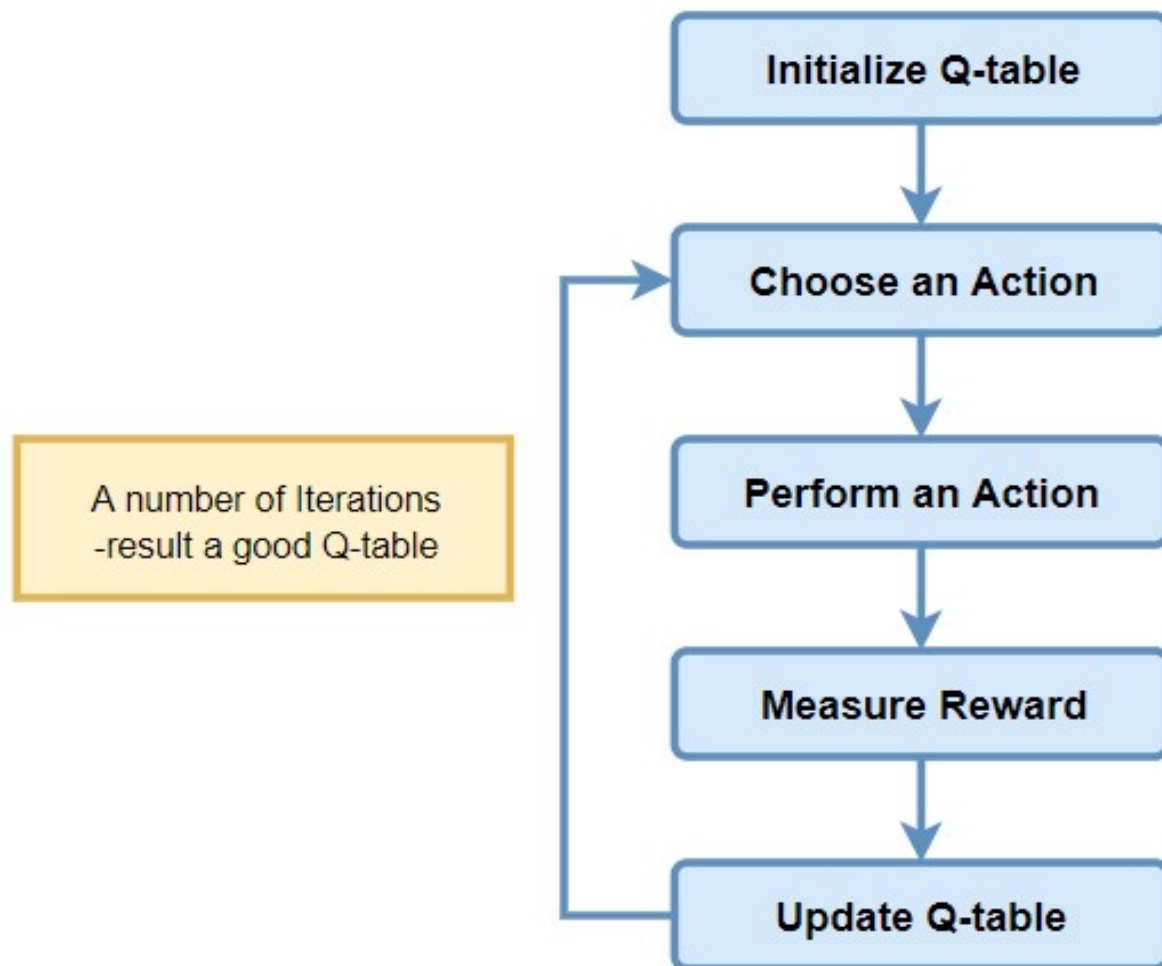 Initialize Q-table
Choose an Action
A number of Iterations
-result a good Q-table
Perform an Action
Measure Reward
Update Q-table